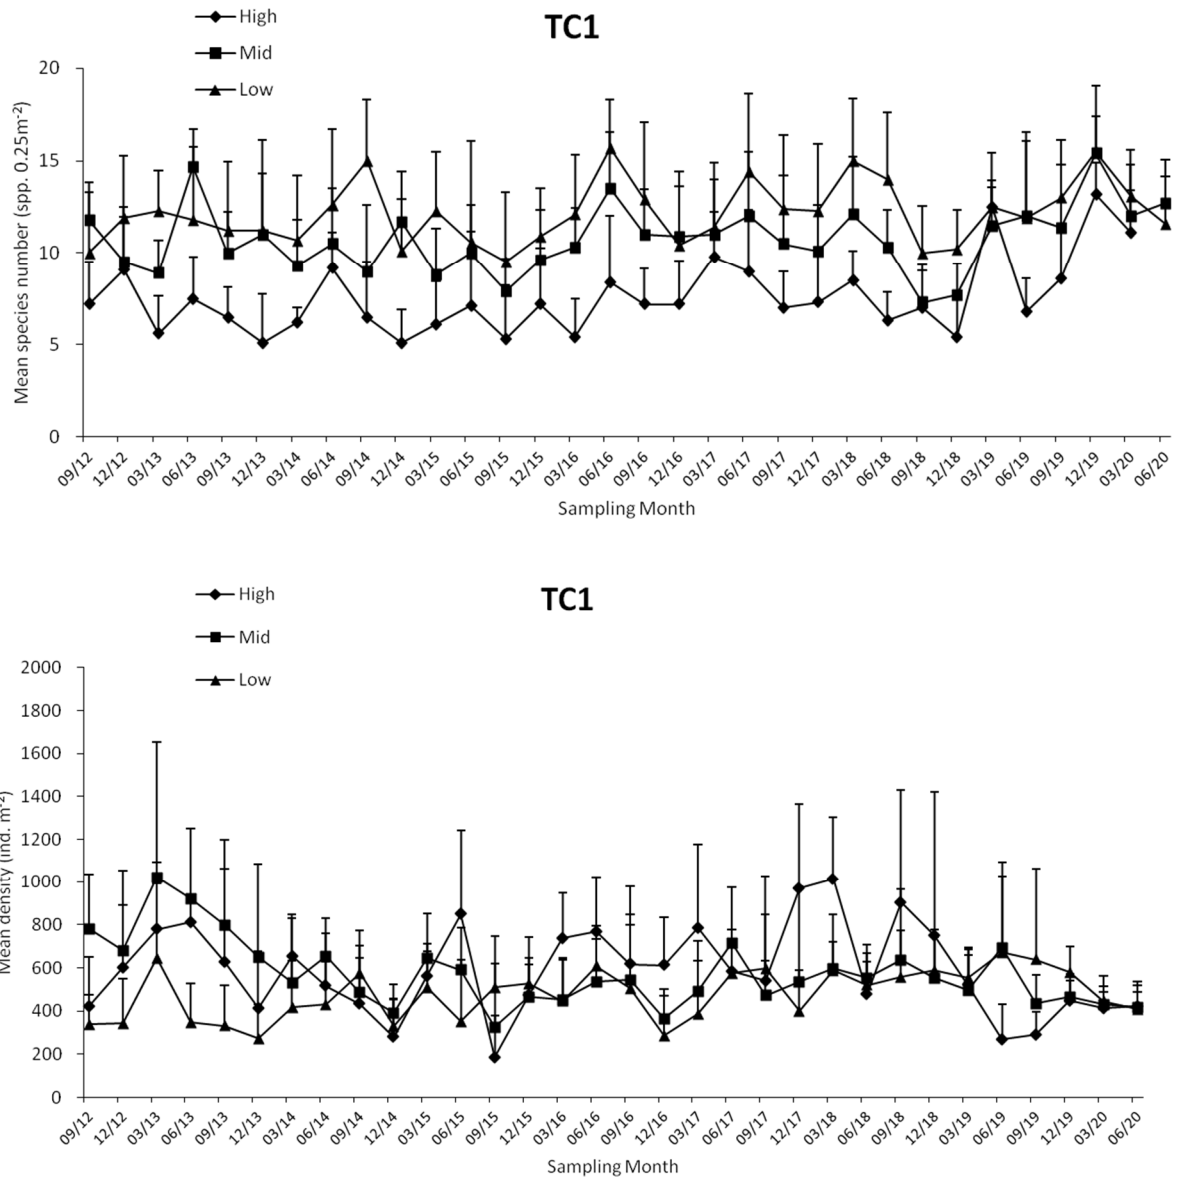 TC1
High
Mid
Low
Mean species number (spp. 0.25m⁻²)
20
15
10
5
0
09/12 12/12 03/13 06/13 09/13 12/13 03/14 06/14 09/14 12/14 03/15 06/15 09/15 12/15 03/16 06/16 09/16 12/16 03/17 06/17 09/17 12/17 03/18 06/18 09/18 12/18 03/19 06/19 09/19 12/19 03/20 06/20
Sampling Month
TC1
High
Mid
Low
Mean density (ind. m⁻²)
2000
1800
1600
1400
1200
1000
800
600
400
200
0
09/12 12/12 03/13 06/13 09/13 12/13 03/14 06/14 09/14 12/14 03/15 06/15 09/15 12/15 03/16 06/16 09/16 12/16 03/17 06/17 09/17 12/17 03/18 06/18 09/18 12/18 03/19 06/19 09/19 12/19 03/20 06/20
Sampling Month